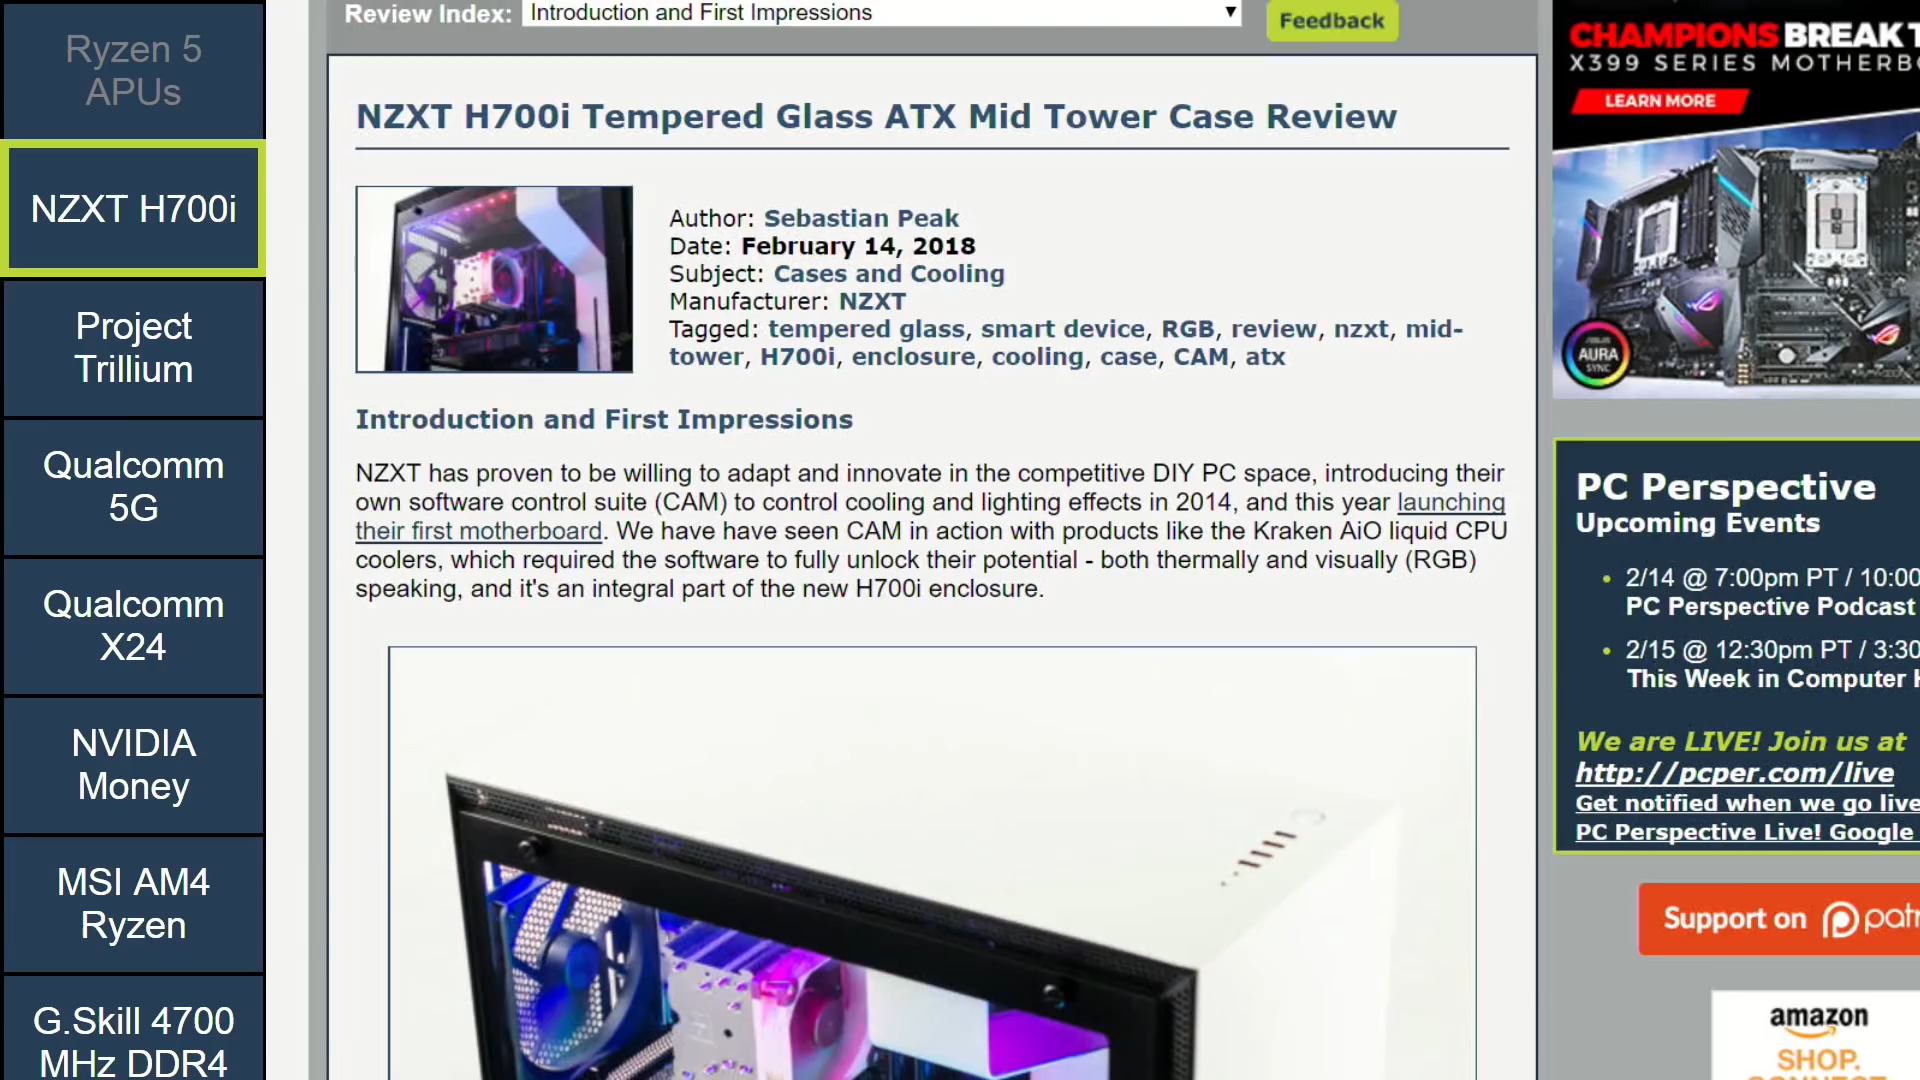 Ryzen 5
APUs
NZXT H700i
Project
Trillium
Qualcomm
5G
Qualcomm
X24
NVIDIA
Money
MSI AM4
Ryzen
G.Skill 4700
MHz DDR4
Review Index: Introduction and First Impressions
Feedback
NZXT H700i Tempered Glass ATX Mid Tower Case Review
Author: Sebastian Peak
Date: February 14, 2018
Subject: Cases and Cooling
Manufacturer: NZXT
Tagged: tempered glass, smart device, RGB, review, nzxt, mid-
tower, H700i, enclosure, cooling, case, CAM, atx
Introduction and First Impressions
NZXT has proven to be willing to adapt and innovate in the competitive DIY PC space, introducing their
own software control suite (CAM) to control cooling and lighting effects in 2014, and this year launching
their first motherboard. We have have seen CAM in action with products like the Kraken AiO liquid CPU
coolers, which required the software to fully unlock their potential - both thermally and visually (RGB)
speaking, and it's an integral part of the new H700i enclosure.
CHAMPIONS BREAK T
X399 SERIES MOTHERBO
LEARN MORE
AURA
SYNC
PC Perspective
Upcoming Events
• 2/14 @ 7:00pm PT / 10:00
PC Perspective Podcast
• 2/15 @ 12:30pm PT / 3:30
This Week in Computer H
We are LIVE! Join us at
http://pcper.com/live
Get notified when we go live
PC Perspective Live! Google
Support on patr
amazon
SHOP.
CONNECT